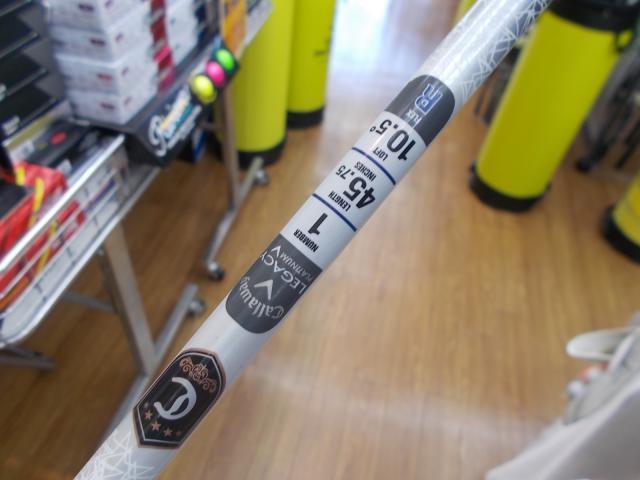 Callaway
LEGACY
PLATINUM
NUMBER
1
LENGTH
45.75
INCHES
LOFT
10.5°
FLEX
R
C